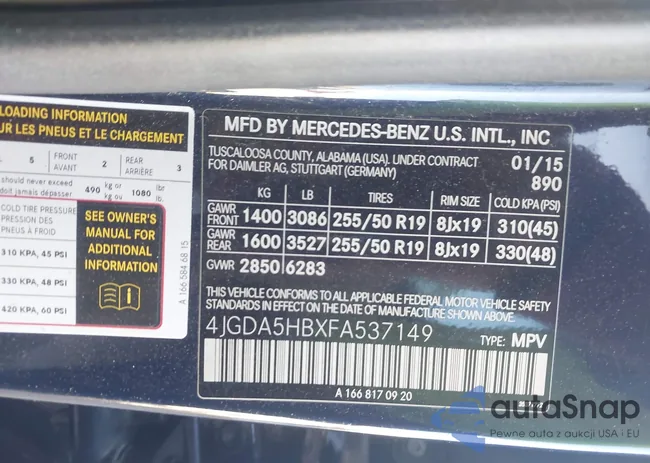 LOADING INFORMATION
UR LES PNEUS ET LE CHARGEMENT
5 FRONT AVANT 2 REAR ARRIÈRE 3
should never exceed
doit jamais dépasser 490 kg or kg ou 1080 lb.
COLD TIRE PRESSURE
PRESSION DES
PNEUS À FROID
310 KPA, 45 PSI
330 KPA, 48 PSI
420 KPA, 60 PSI
SEE OWNER'S
MANUAL FOR
ADDITIONAL
INFORMATION
A 166 584 68 15
MFD BY MERCEDES-BENZ U.S. INTL., INC
TUSCALOOSA COUNTY, ALABAMA (USA). UNDER CONTRACT
FOR DAIMLER AG, STUTTGART (GERMANY)
01/15
890
KG LB TIRES RIM SIZE COLD KPA (PSI)
GAWR FRONT 1400 3086 255/50 R19 8Jx19 310(45)
GAWR REAR 1600 3527 255/50 R19 8Jx19 330(48)
GVWR 2850 6283
THIS VEHICLE CONFORMS TO ALL APPLICABLE FEDERAL MOTOR VEHICLE SAFETY
STANDARDS IN EFFECT ON THE DATE OF MANUFACTURE SHOWN ABOVE.
4JGDA5HBXFA537149 TYPE: MPV
A 166 817 09 20
autoSnap
Pewne auta z aukcji USA i EU